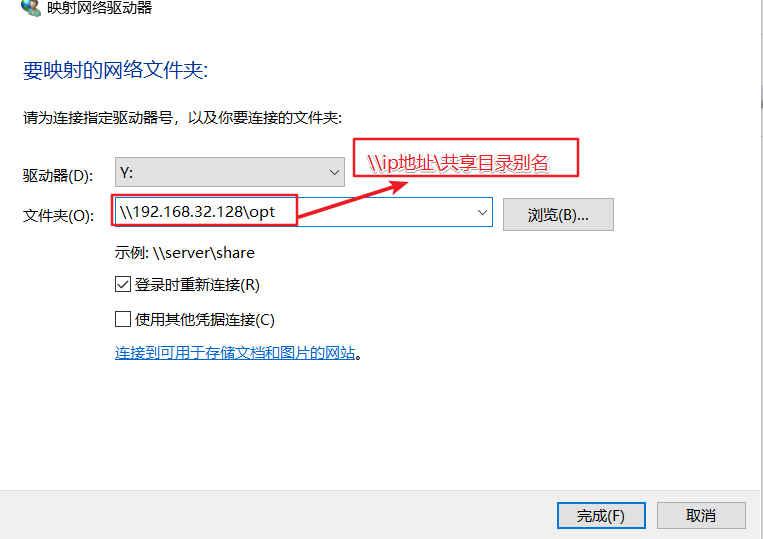 映射网络驱动器
要映射的网络文件夹:
请为连接指定驱动器号，以及你要连接的文件夹:
\\ip地址\共享目录别名
驱动器(D): Y:
文件夹(O): \\192.168.32.128\opt 浏览(B)...
示例: \\server\share
登录时重新连接(R)
使用其他凭据连接(C)
连接到可用于存储文档和图片的网站。
完成(F) 取消